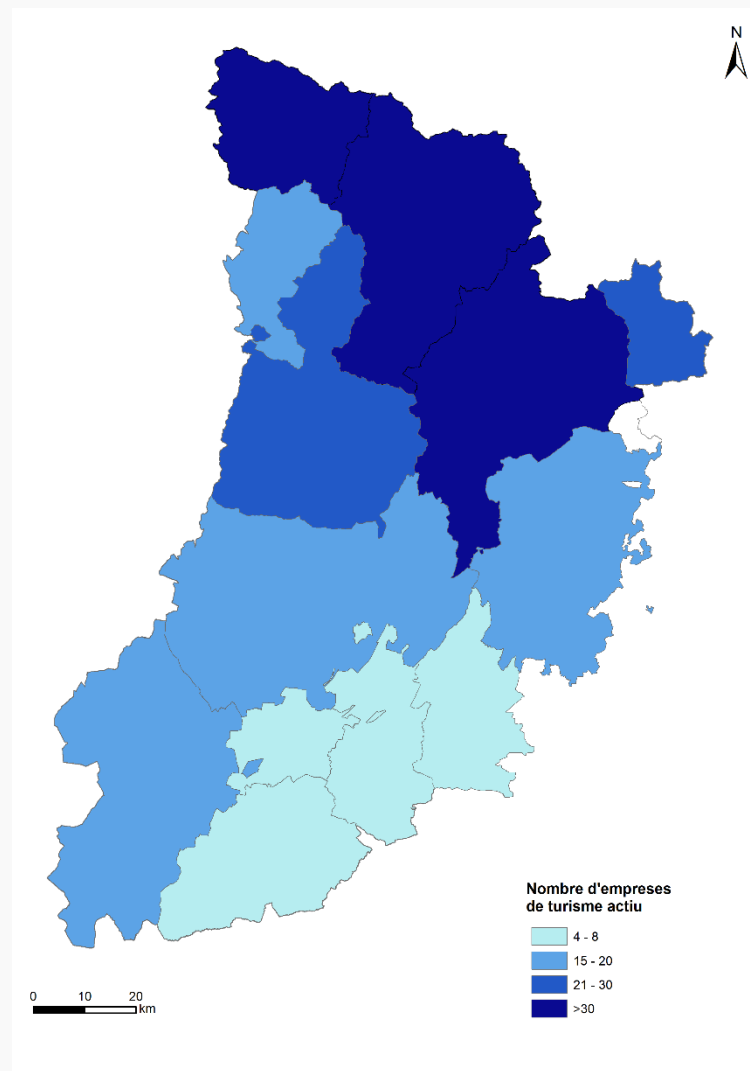 N
Nombre d'empreses
de turisme actiu
4 - 8
15 - 20
21 - 30
>30
0 10 20
km